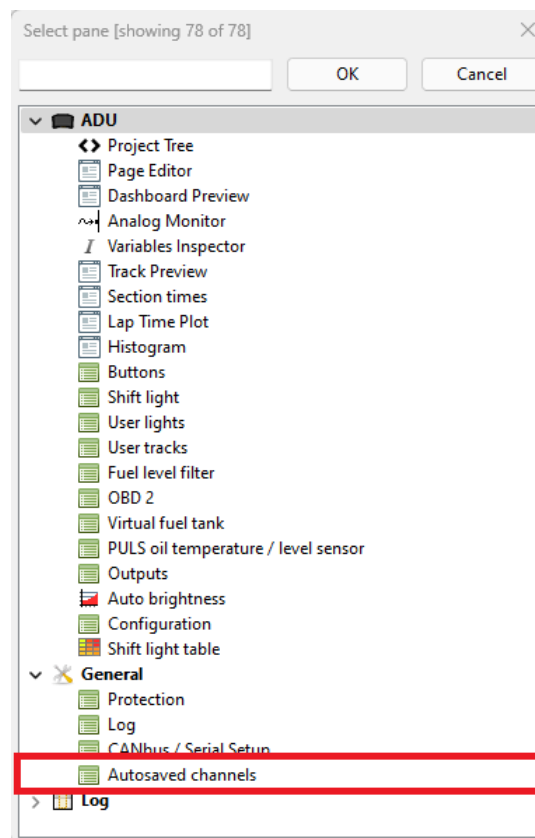 Select pane [showing 78 of 78]
OK
Cancel
ADU
Project Tree
Page Editor
Dashboard Preview
Analog Monitor
Variables Inspector
Track Preview
Section times
Lap Time Plot
Histogram
Buttons
Shift light
User lights
User tracks
Fuel level filter
OBD 2
Virtual fuel tank
PULS oil temperature / level sensor
Outputs
Auto brightness
Configuration
Shift light table
General
Protection
Log
CANbus / Serial Setup
Autosaved channels
Log